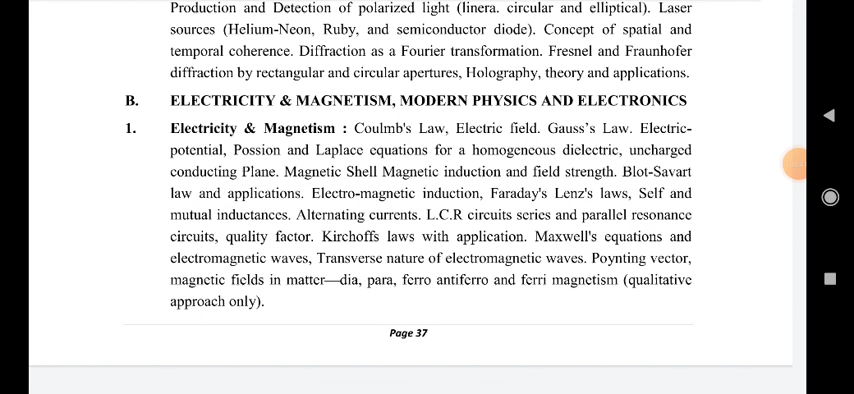 Production and Detection of polarized light (linera. circular and elliptical). Laser
sources (Helium-Neon, Ruby, and semiconductor diode). Concept of spatial and
temporal coherence. Diffraction as a Fourier transformation. Fresnel and Fraunhofer
diffraction by rectangular and circular apertures, Holography, theory and applications.
B. ELECTRICITY & MAGNETISM, MODERN PHYSICS AND ELECTRONICS
1. Electricity & Magnetism : Coulmb's Law, Electric field. Gauss's Law. Electric-
potential, Possion and Laplace equations for a homogeneous dielectric, uncharged
conducting Plane. Magnetic Shell Magnetic induction and field strength. Blot-Savart
law and applications. Electro-magnetic induction, Faraday's Lenz's laws, Self and
mutual inductances. Alternating currents. L.C.R circuits series and parallel resonance
circuits, quality factor. Kirchoffs laws with application. Maxwell's equations and
electromagnetic waves, Transverse nature of electromagnetic waves. Poynting vector,
magnetic fields in matter—dia, para, ferro antiferro and ferri magnetism (qualitative
approach only).
Page 37